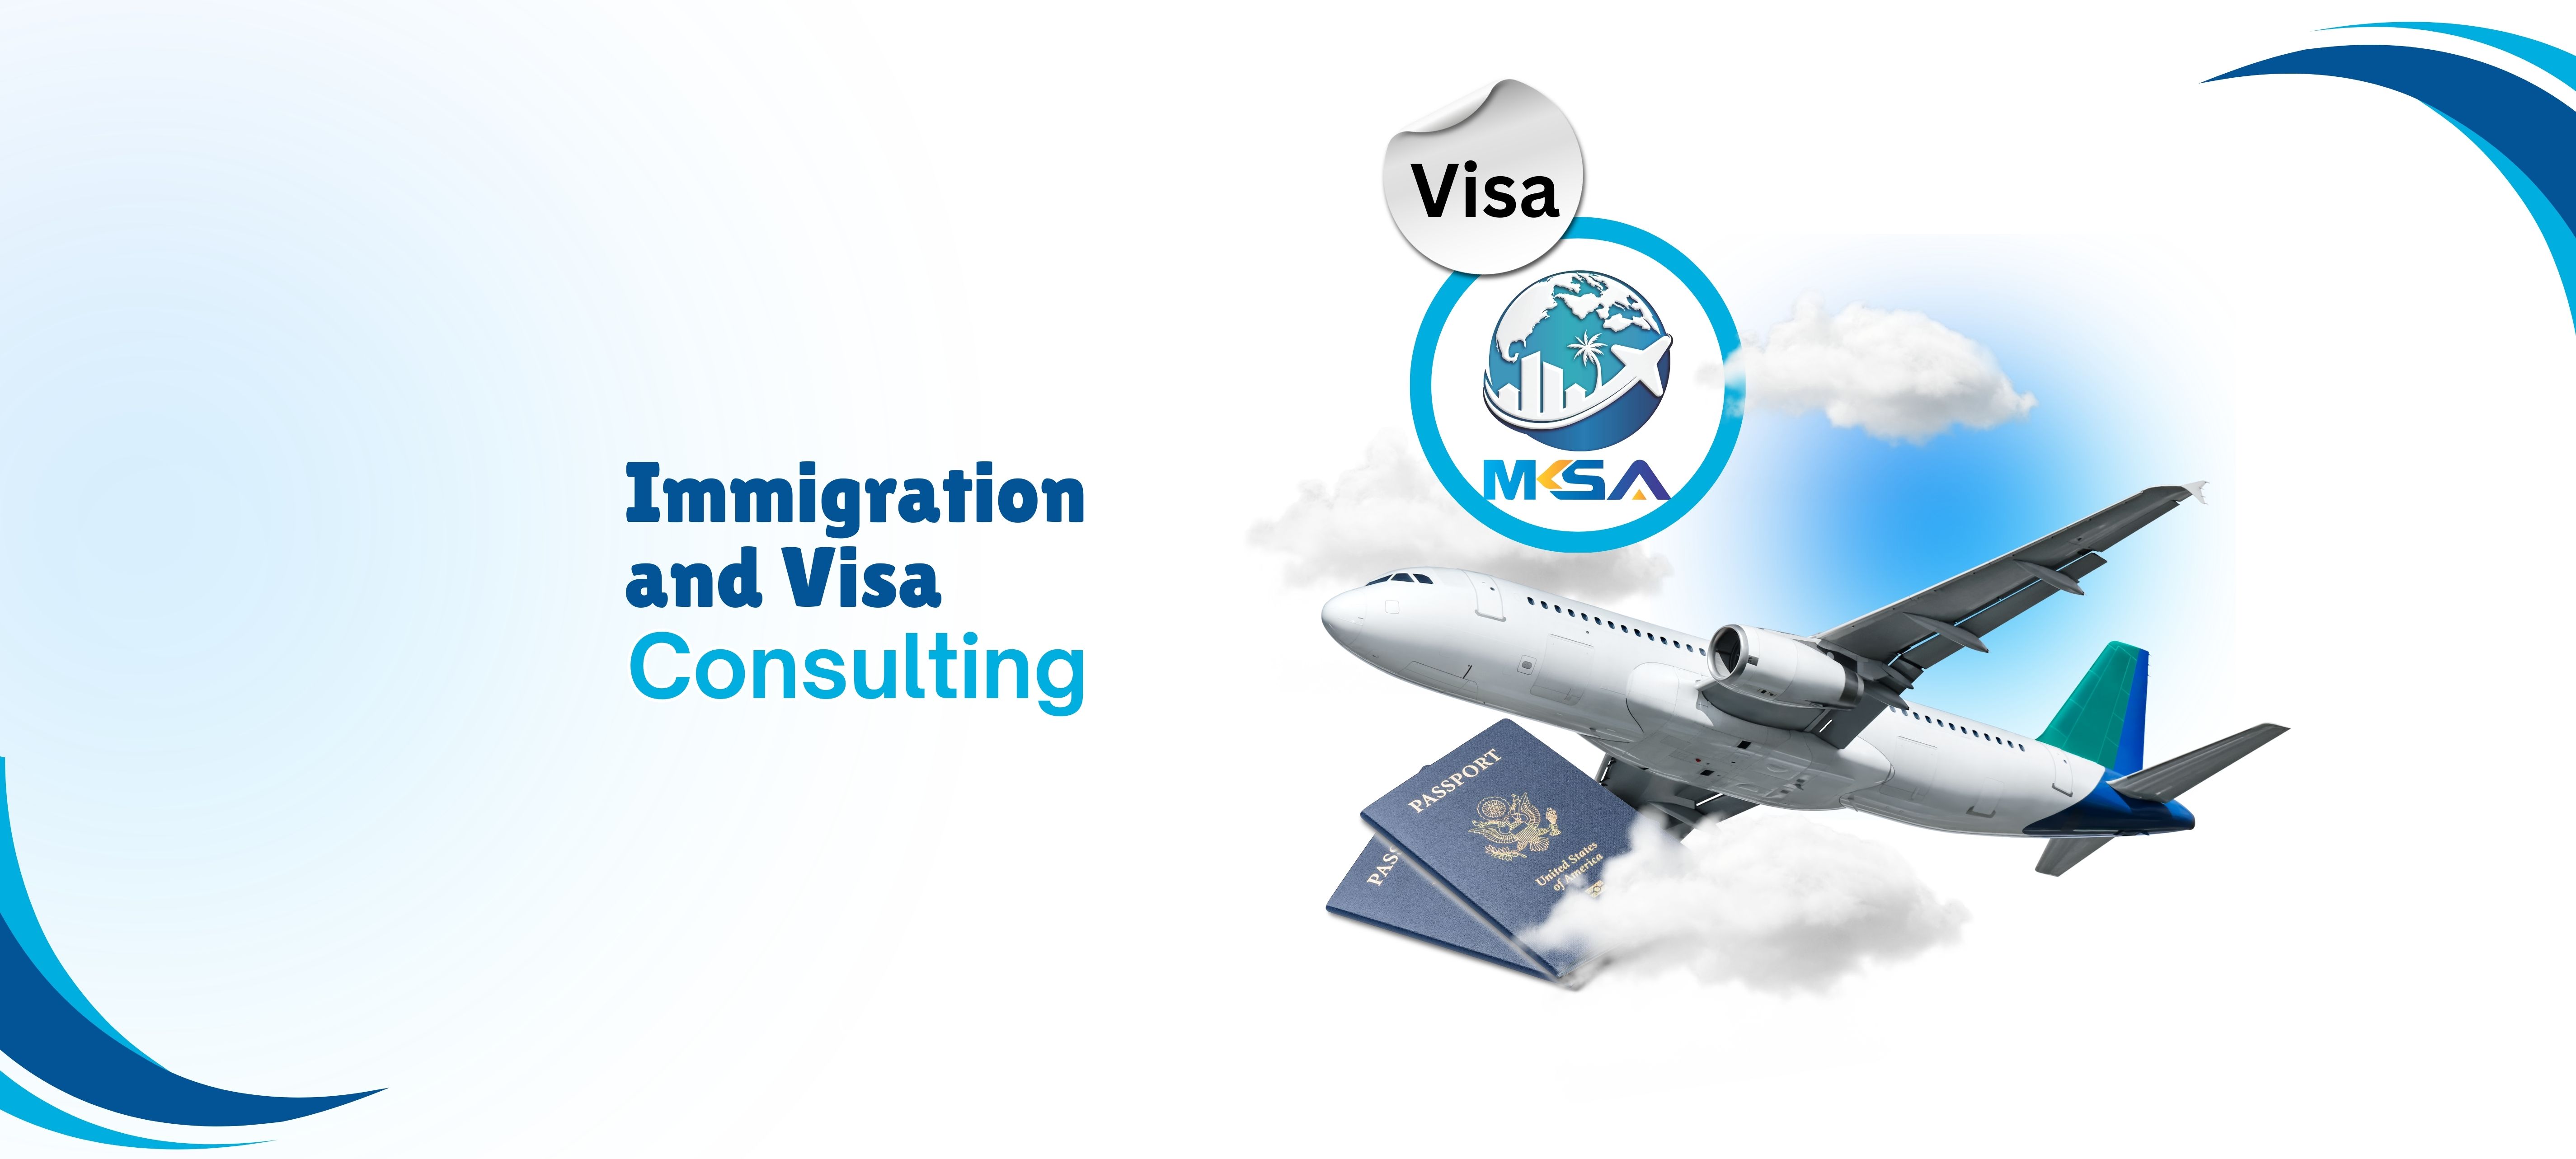 Immigration
and Visa
Consulting
Visa
MKSA
PASSPORT
United States
of America
PASS